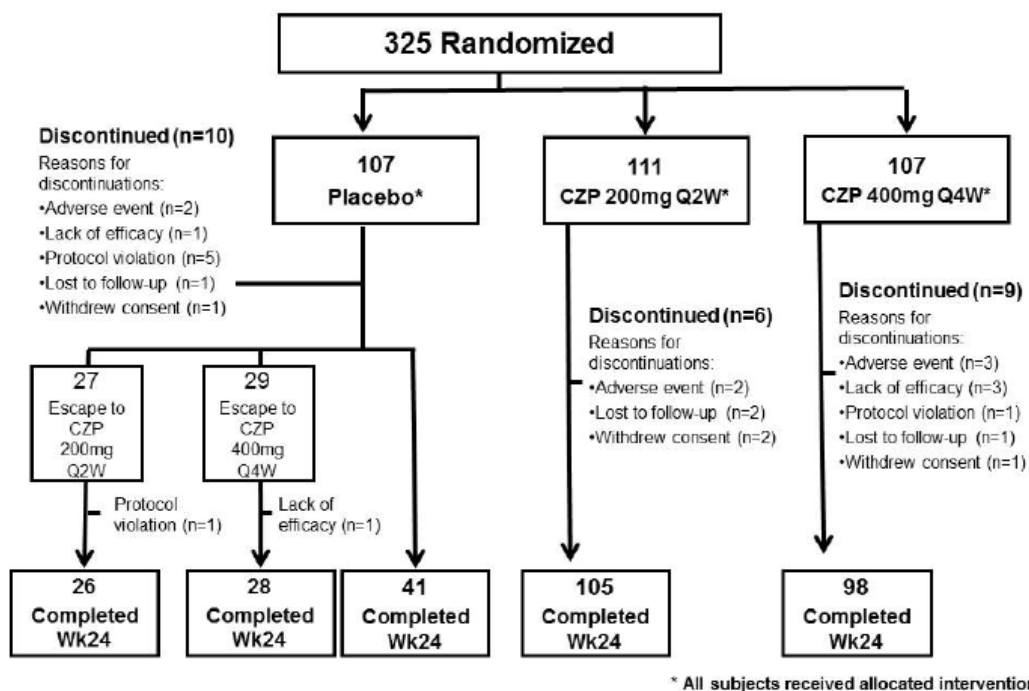 325 Randomized
Discontinued (n=10)
Reasons for
discontinuations:
•Adverse event (n=2)
•Lack of efficacy (n=1)
•Protocol violation (n=5)
•Lost to follow-up (n=1)
•Withdrew consent (n=1)
107
Placebo*
111
CZP 200mg Q2W*
107
CZP 400mg Q4W*
27
Escape to
CZP
200mg
Q2W
29
Escape to
CZP
400mg
Q4W
Discontinued (n=6)
Reasons for
discontinuations:
•Adverse event (n=2)
•Lost to follow-up (n=2)
•Withdrew consent (n=2)
Discontinued (n=9)
Reasons for
discontinuations:
•Adverse event (n=3)
•Lack of efficacy (n=3)
•Protocol violation (n=1)
•Lost to follow-up (n=1)
•Withdrew consent (n=1)
Protocol
violation (n=1)
Lack of
efficacy (n=1)
26
Completed
Wk24
28
Completed
Wk24
41
Completed
Wk24
105
Completed
Wk24
98
Completed
Wk24
* All subjects received allocated intervention